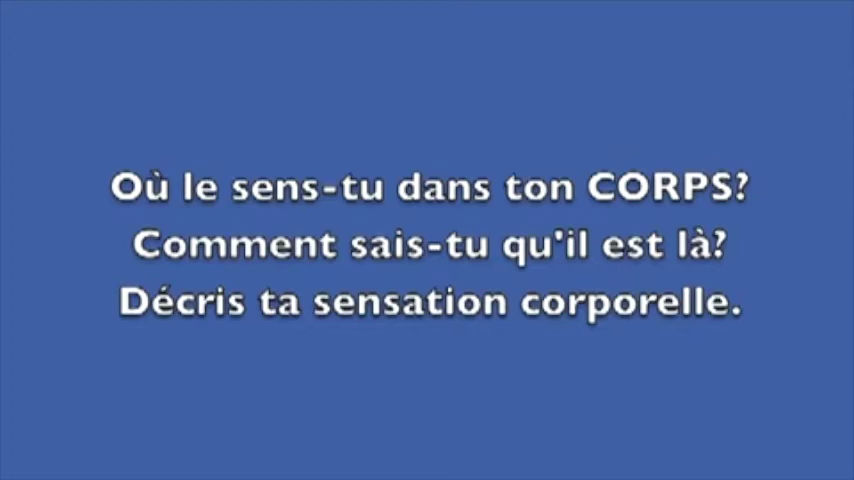 Où le sens-tu dans ton CORPS?
Comment sais-tu qu'il est là?
Décris ta sensation corporelle.